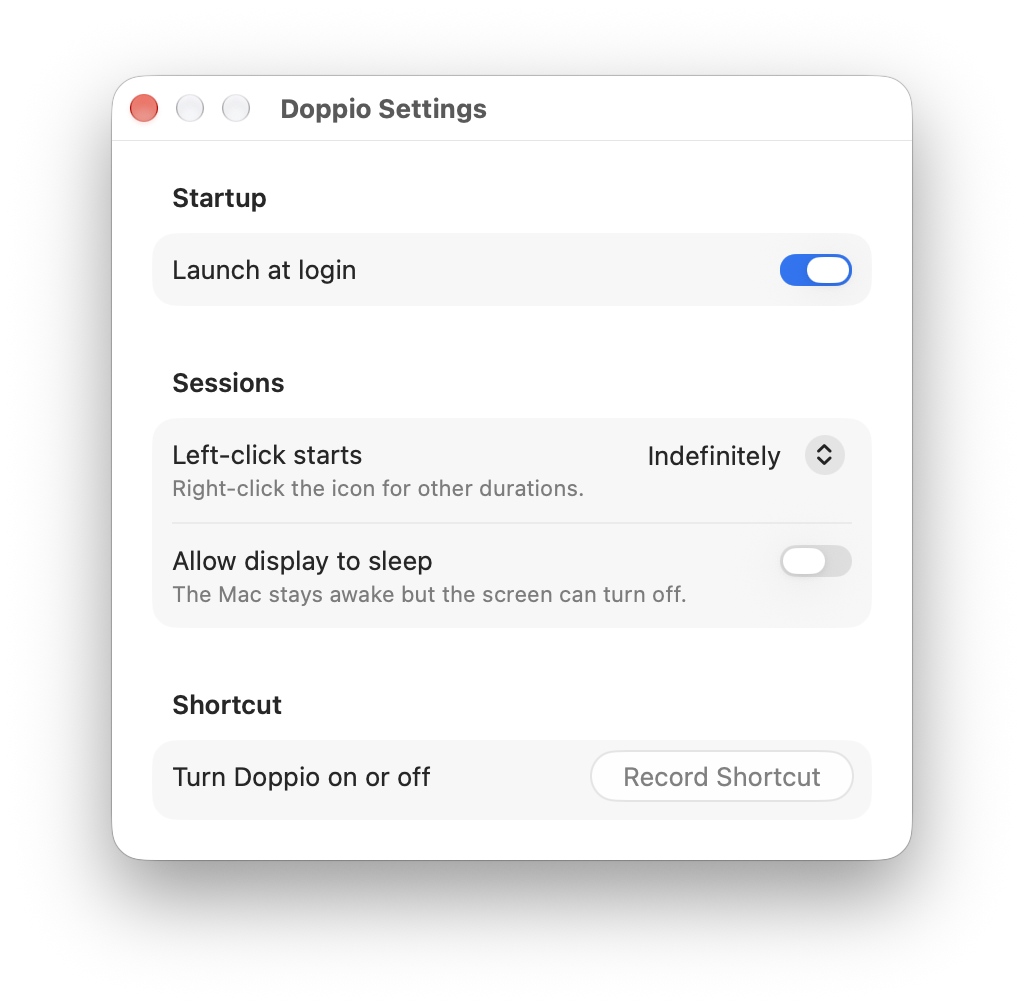 Doppio Settings
Startup
Launch at login
Sessions
Left-click starts
Indefinitely
Right-click the icon for other durations.
Allow display to sleep
The Mac stays awake but the screen can turn off.
Shortcut
Turn Doppio on or off
Record Shortcut